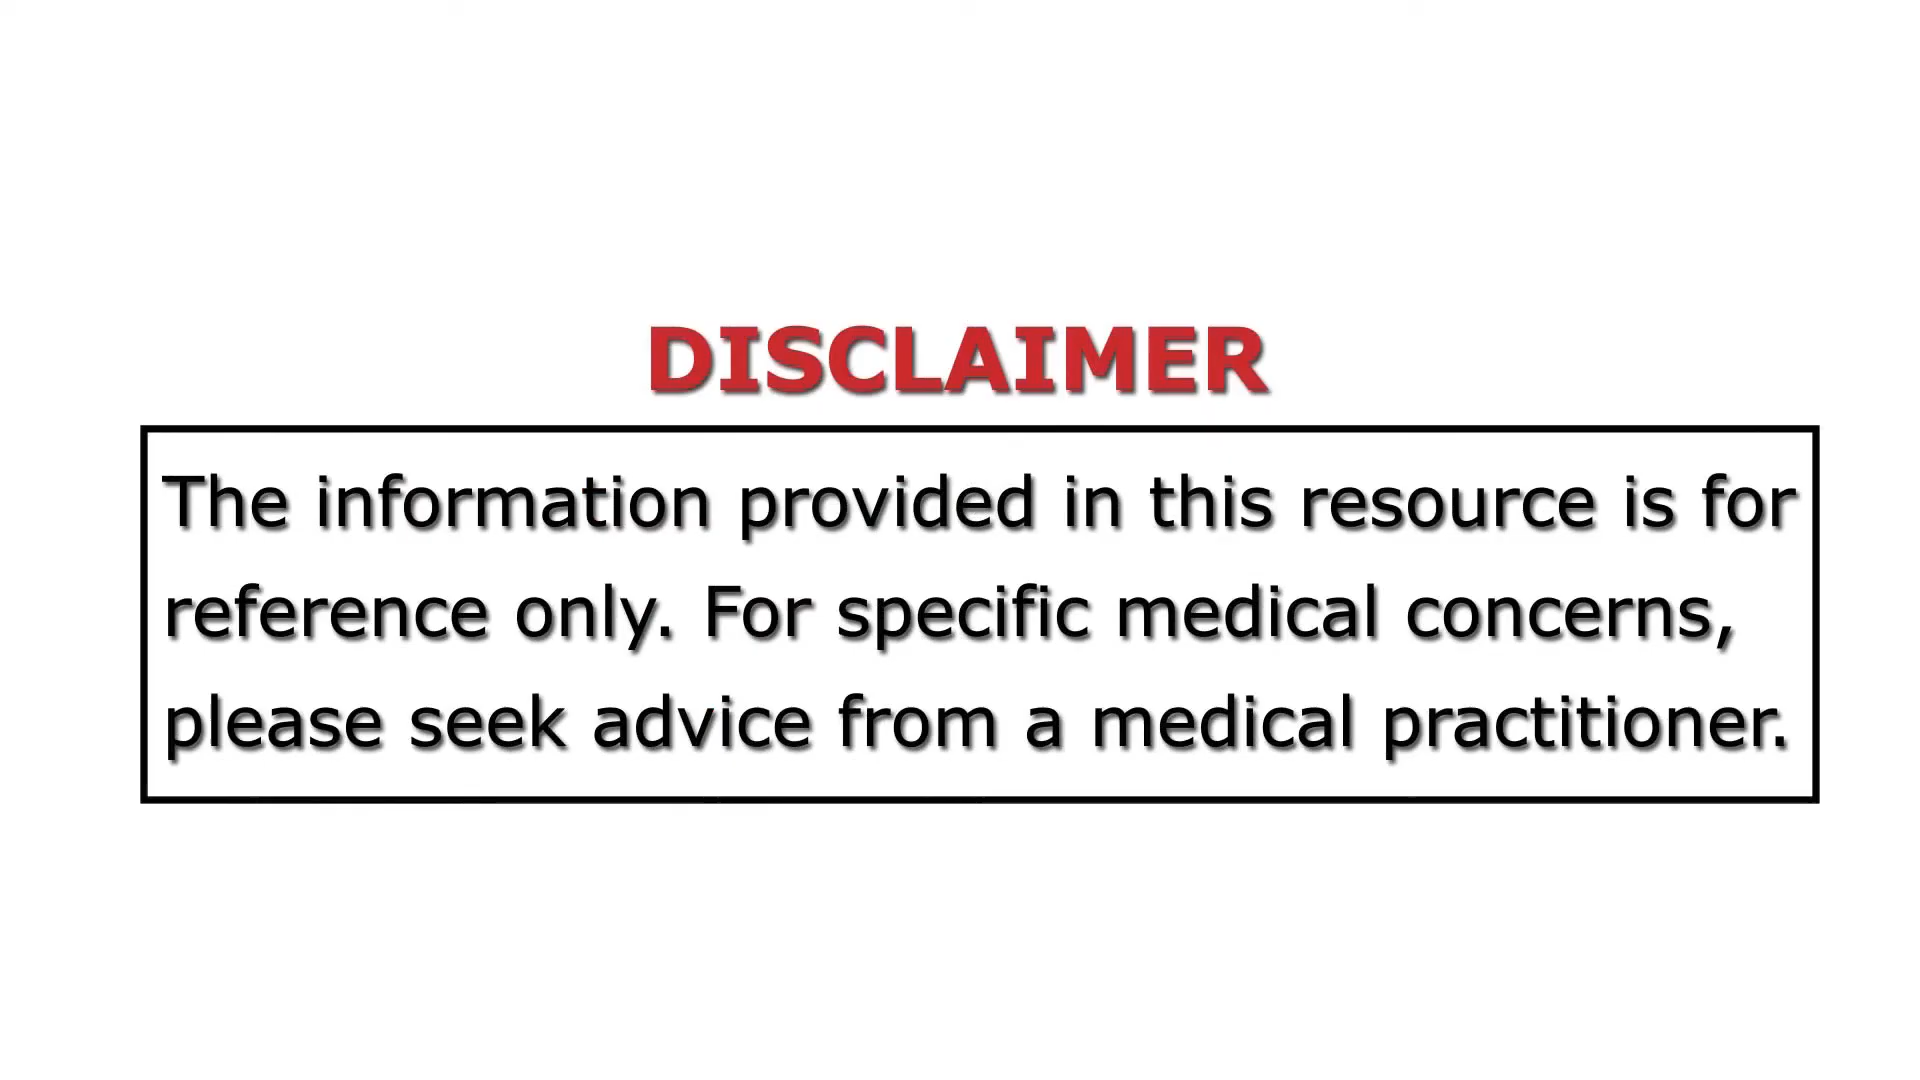 DISCLAIMER
The information provided in this resource is for
reference only. For specific medical concerns,
please seek advice from a medical practitioner.